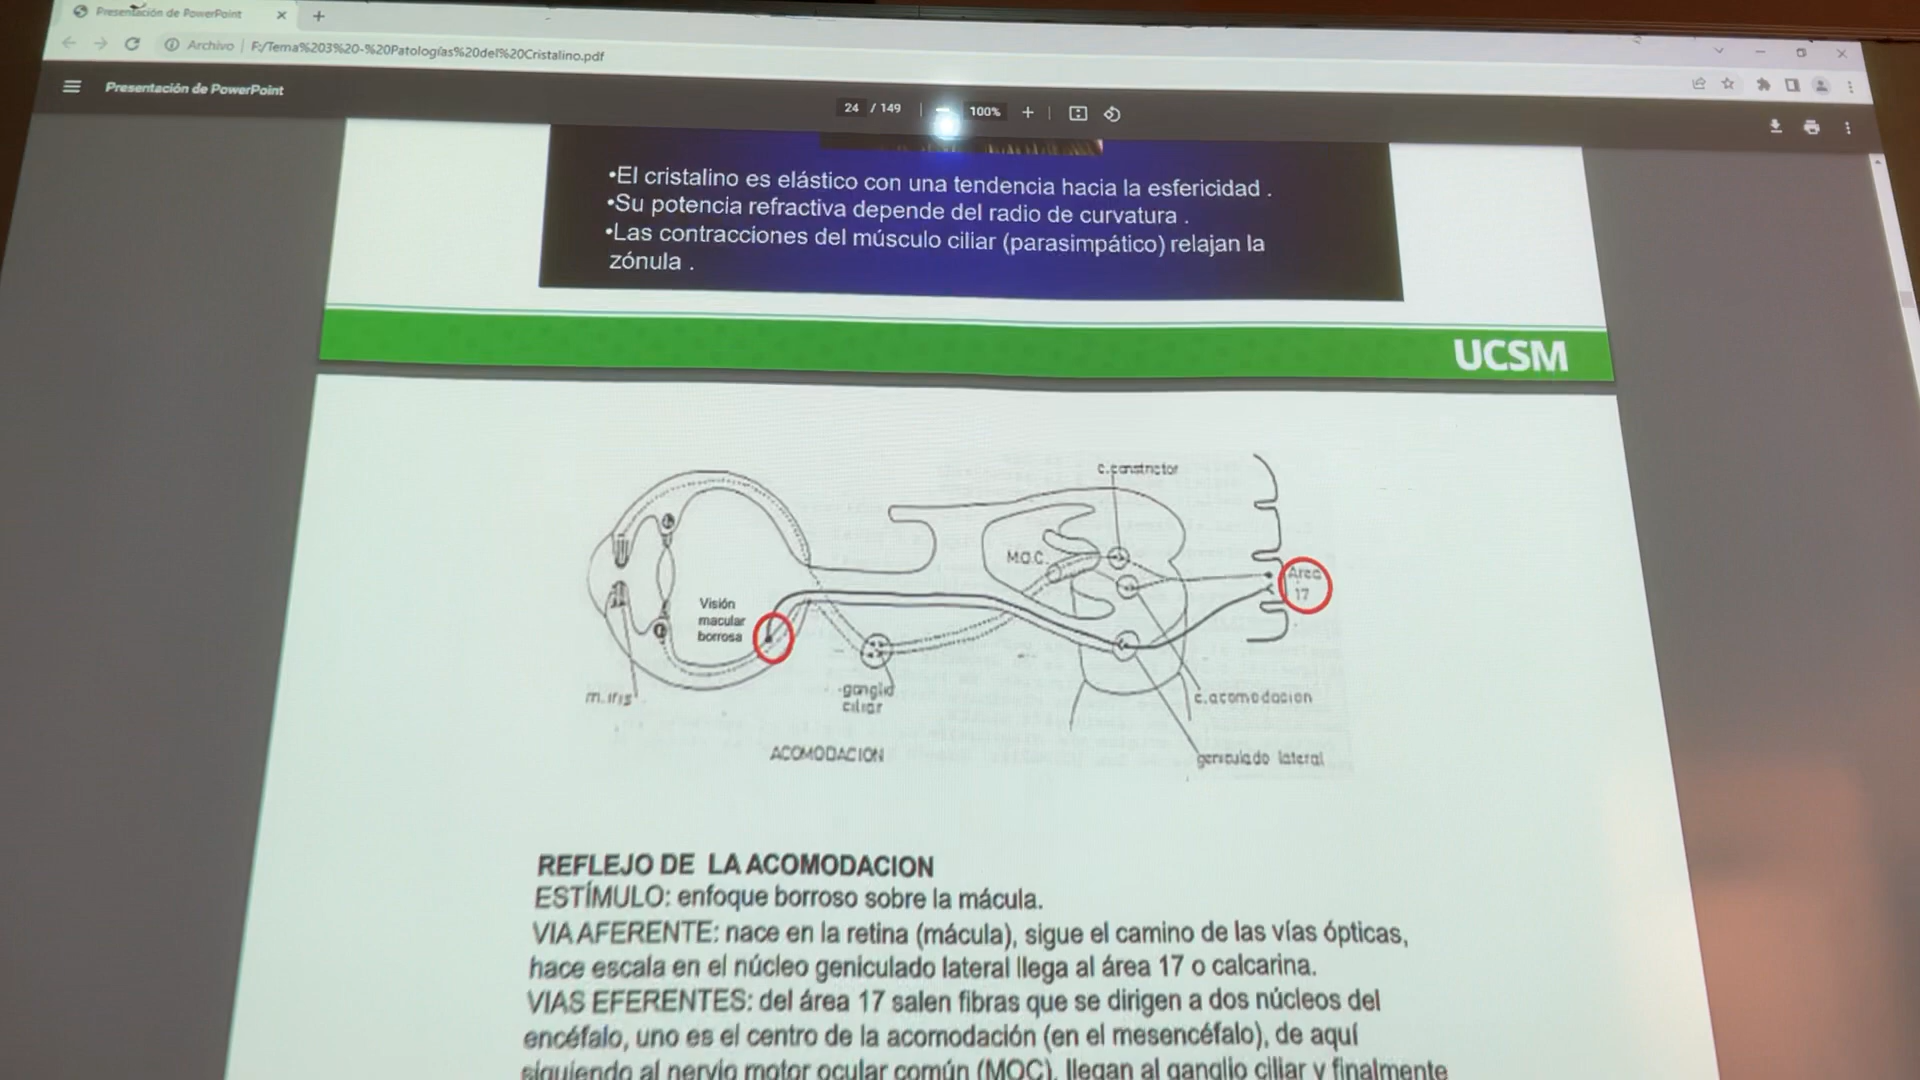 Presentación de PowerPoint
Archivo | F:/Tema%203%20-%20Patologías%20del%20Cristalino.pdf
Presentación de PowerPoint
24 / 149
100%
•El cristalino es elástico con una tendencia hacia la esfericidad .
•Su potencia refractiva depende del radio de curvatura .
•Las contracciones del músculo ciliar (parasimpático) relajan la
zónula .
UCSM
c.constrictor
M.O.C.
Area
17
Visión
macular
borrosa
m.iris
ganglio
ciliar
c.acomodacion
ACOMODACION
geniculado lateral
REFLEJO DE LA ACOMODACION
ESTÍMULO: enfoque borroso sobre la mácula.
VIA AFERENTE: nace en la retina (mácula), sigue el camino de las vías ópticas,
hace escala en el núcleo geniculado lateral llega al área 17 o calcarina.
VIAS EFERENTES: del área 17 salen fibras que se dirigen a dos núcleos del
encéfalo, uno es el centro de la acomodación (en el mesencéfalo), de aquí
siguiendo al nervio motor ocular común (MOC), llegan al ganglio ciliar y finalmente